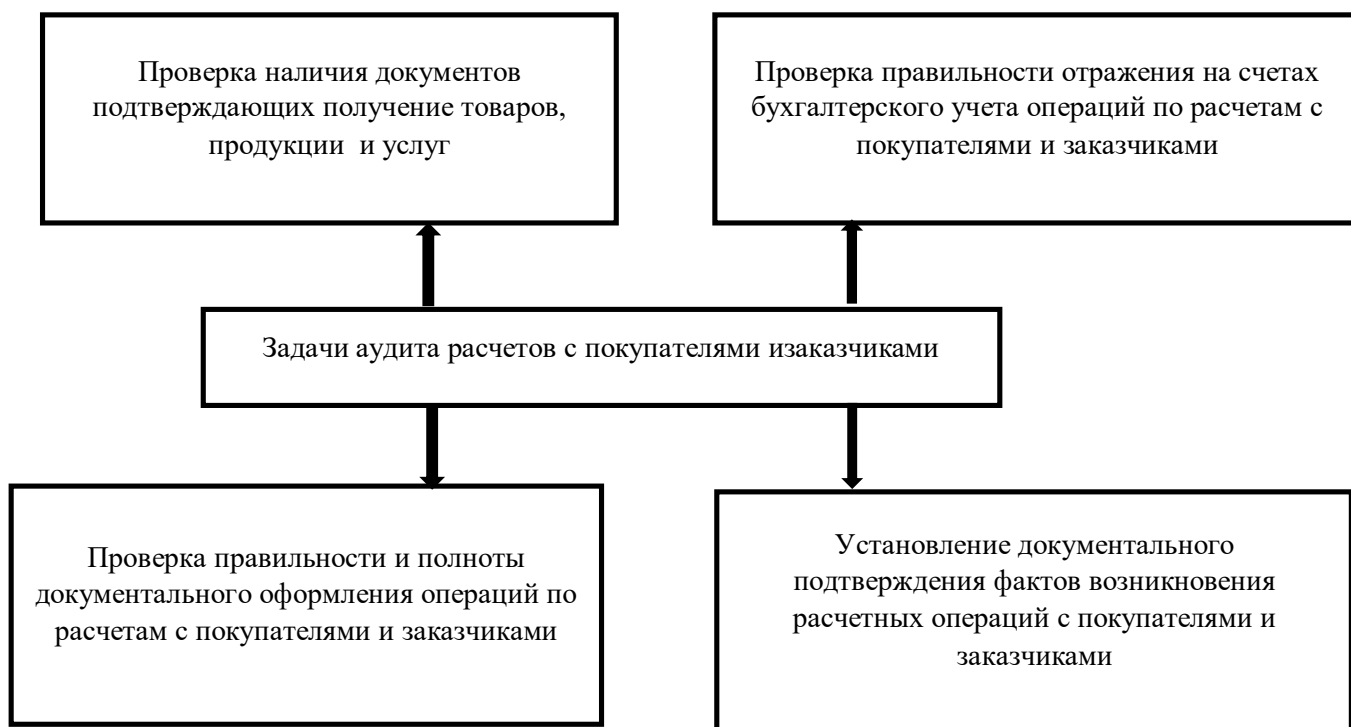 Проверка наличия документов
подтверждающих получение товаров,
продукции и услуг
Проверка правильности отражения на счетах
бухгалтерского учета операций по расчетам с
покупателями и заказчиками
Задачи аудита расчетов с покупателями изаказчиками
Проверка правильности и полноты
документального оформления операций по
расчетам с покупателями и заказчиками
Установление документального
подтверждения фактов возникновения
расчетных операций с покупателями и
заказчиками